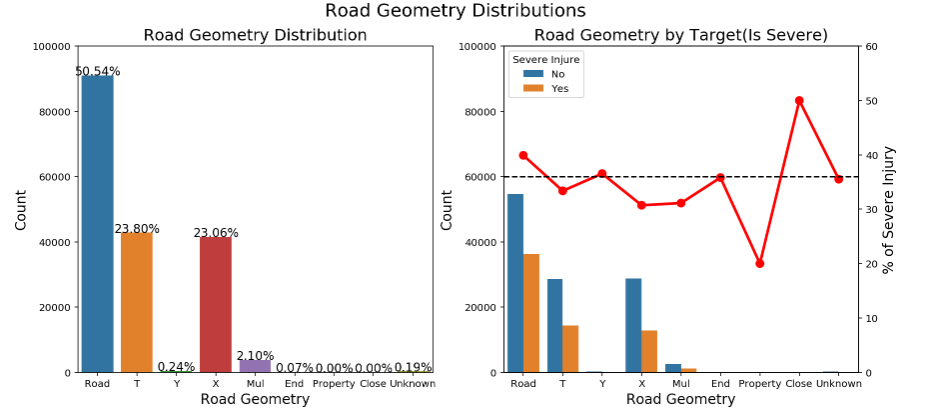 Road Geometry Distributions
Road Geometry Distribution
100000
80000
60000
40000
20000
0
Count
50.54%
23.80%
0.24%
23.06%
2.10%
0.07%
0.00%
0.00%
0.19%
Road T Y X Mul End Property Close Unknown
Road Geometry
Road Geometry by Target(Is Severe)
Severe Injure
No
Yes
100000
80000
60000
40000
20000
0
Count
60
50
40
30
20
10
0
% of Severe Injury
Road T Y X Mul End Property Close Unknown
Road Geometry